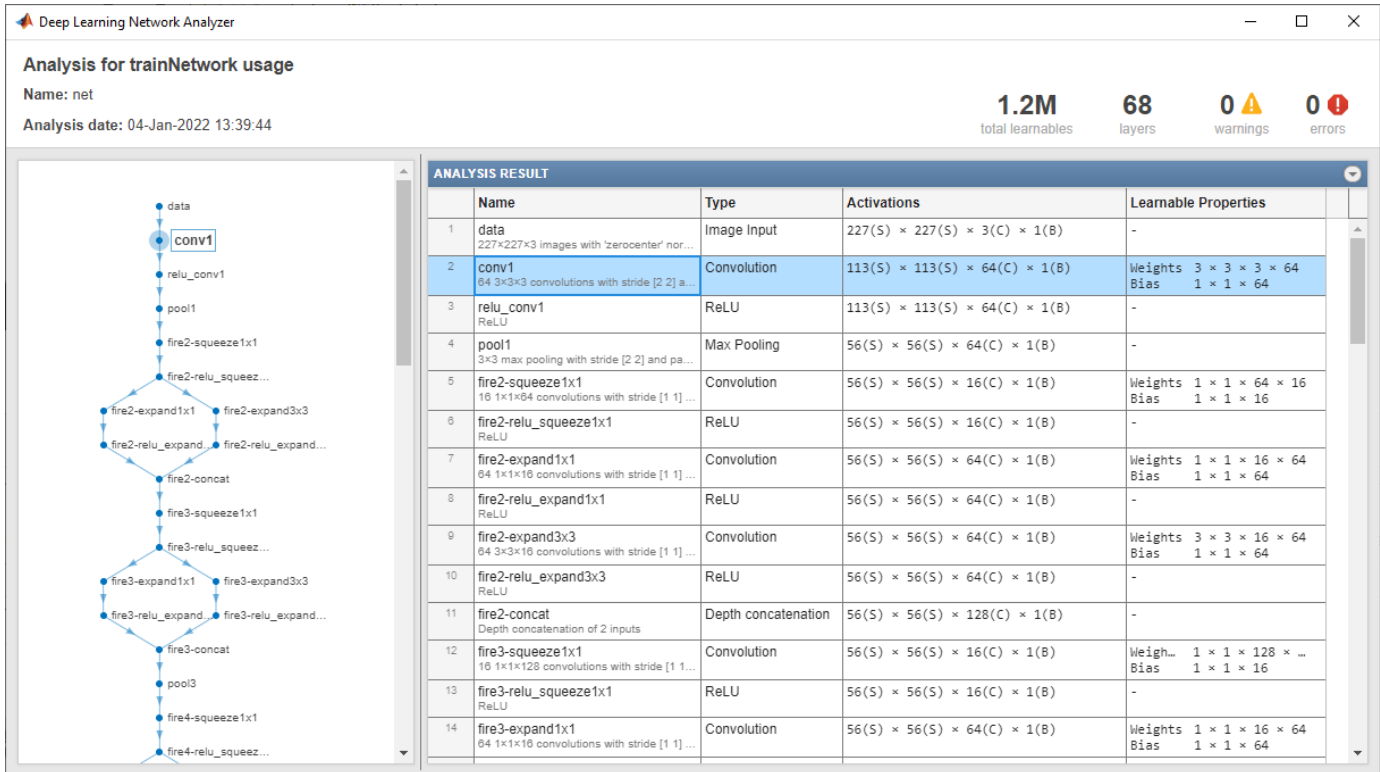 Deep Learning Network Analyzer
Analysis for trainNetwork usage
Name: net
Analysis date: 04-Jan-2022 13:39:44
1.2M 68 0 0
total learnables layers warnings errors
data
conv1
relu_conv1
pool1
fire2-squeeze1x1
fire2-relu_squeez...
fire2-expand1x1 fire2-expand3x3
fire2-relu_expand... fire2-relu_expand...
fire2-concat
fire3-squeeze1x1
fire3-relu_squeez...
fire3-expand1x1 fire3-expand3x3
fire3-relu_expand... fire3-relu_expand...
fire3-concat
pool3
fire4-squeeze1x1
fire4-relu_squeez...
ANALYSIS RESULT
Name Type Activations Learnable Properties
1 data Image Input 227(S) × 227(S) × 3(C) × 1(B) -
227×227×3 images with 'zerocenter' nor...
2 conv1 Convolution 113(S) × 113(S) × 64(C) × 1(B) Weights 3 × 3 × 3 × 64
64 3×3×3 convolutions with stride [2 2] a... Bias 1 × 1 × 64
3 relu_conv1 ReLU 113(S) × 113(S) × 64(C) × 1(B) -
ReLU
4 pool1 Max Pooling 56(S) × 56(S) × 64(C) × 1(B) -
3×3 max pooling with stride [2 2] and pa...
5 fire2-squeeze1x1 Convolution 56(S) × 56(S) × 16(C) × 1(B) Weights 1 × 1 × 64 × 16
16 1×1×64 convolutions with stride [1 1] ... Bias 1 × 1 × 16
6 fire2-relu_squeeze1x1 ReLU 56(S) × 56(S) × 16(C) × 1(B) -
ReLU
7 fire2-expand1x1 Convolution 56(S) × 56(S) × 64(C) × 1(B) Weights 1 × 1 × 16 × 64
64 1×1×16 convolutions with stride [1 1] ... Bias 1 × 1 × 64
8 fire2-relu_expand1x1 ReLU 56(S) × 56(S) × 64(C) × 1(B) -
ReLU
9 fire2-expand3x3 Convolution 56(S) × 56(S) × 64(C) × 1(B) Weights 3 × 3 × 16 × 64
64 3×3×16 convolutions with stride [1 1] ... Bias 1 × 1 × 64
10 fire2-relu_expand3x3 ReLU 56(S) × 56(S) × 64(C) × 1(B) -
ReLU
11 fire2-concat Depth concatenation 56(S) × 56(S) × 128(C) × 1(B) -
Depth concatenation of 2 inputs
12 fire3-squeeze1x1 Convolution 56(S) × 56(S) × 16(C) × 1(B) Weigh... 1 × 1 × 128 × ...
16 1×1×128 convolutions with stride [1 1... Bias 1 × 1 × 16
13 fire3-relu_squeeze1x1 ReLU 56(S) × 56(S) × 16(C) × 1(B) -
ReLU
14 fire3-expand1x1 Convolution 56(S) × 56(S) × 64(C) × 1(B) Weights 1 × 1 × 16 × 64
64 1×1×16 convolutions with stride [1 1] ... Bias 1 × 1 × 64